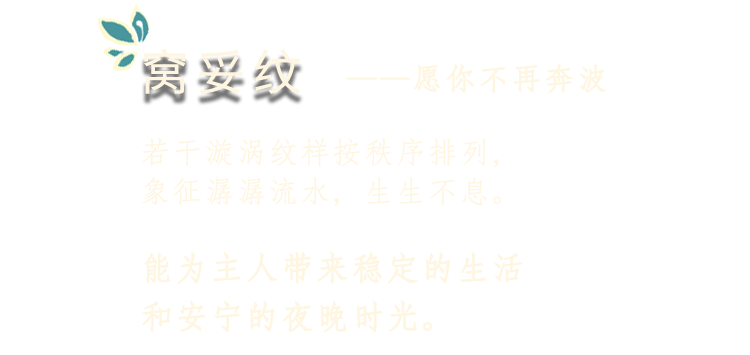 窝妥纹 ——愿你不再奔波
若干漩涡纹样按秩序排列，
象征潺潺流水，生生不息。
能为主人带来稳定的生活
和安宁的夜晚时光。